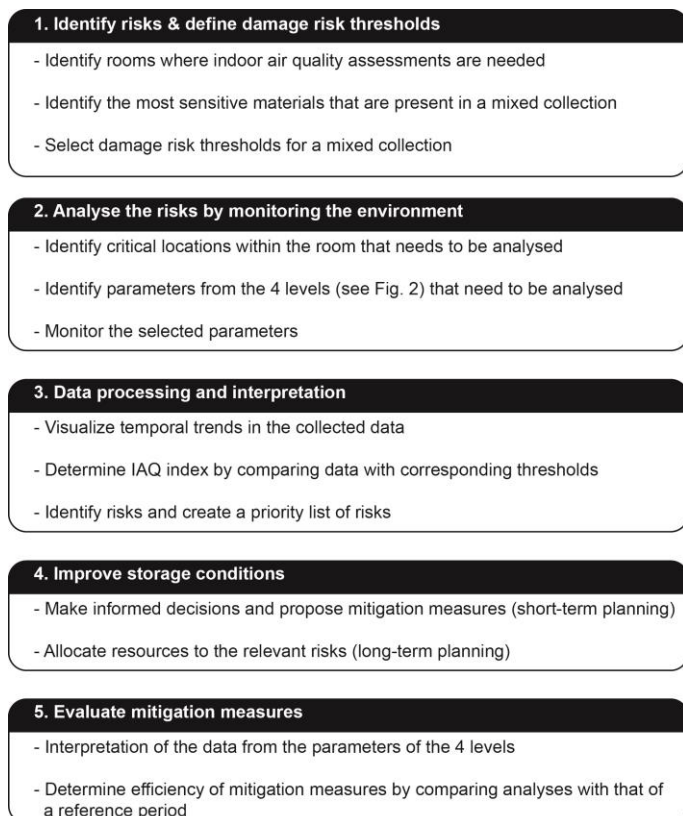 1. Identify risks & define damage risk thresholds
- Identify rooms where indoor air quality assessments are needed
- Identify the most sensitive materials that are present in a mixed collection
- Select damage risk thresholds for a mixed collection
2. Analyse the risks by monitoring the environment
- Identify critical locations within the room that needs to be analysed
- Identify parameters from the 4 levels (see Fig. 2) that need to be analysed
- Monitor the selected parameters
3. Data processing and interpretation
- Visualize temporal trends in the collected data
- Determine IAQ index by comparing data with corresponding thresholds
- Identify risks and create a priority list of risks
4. Improve storage conditions
- Make informed decisions and propose mitigation measures (short-term planning)
- Allocate resources to the relevant risks (long-term planning)
5. Evaluate mitigation measures
- Interpretation of the data from the parameters of the 4 levels
- Determine efficiency of mitigation measures by comparing analyses with that of
a reference period